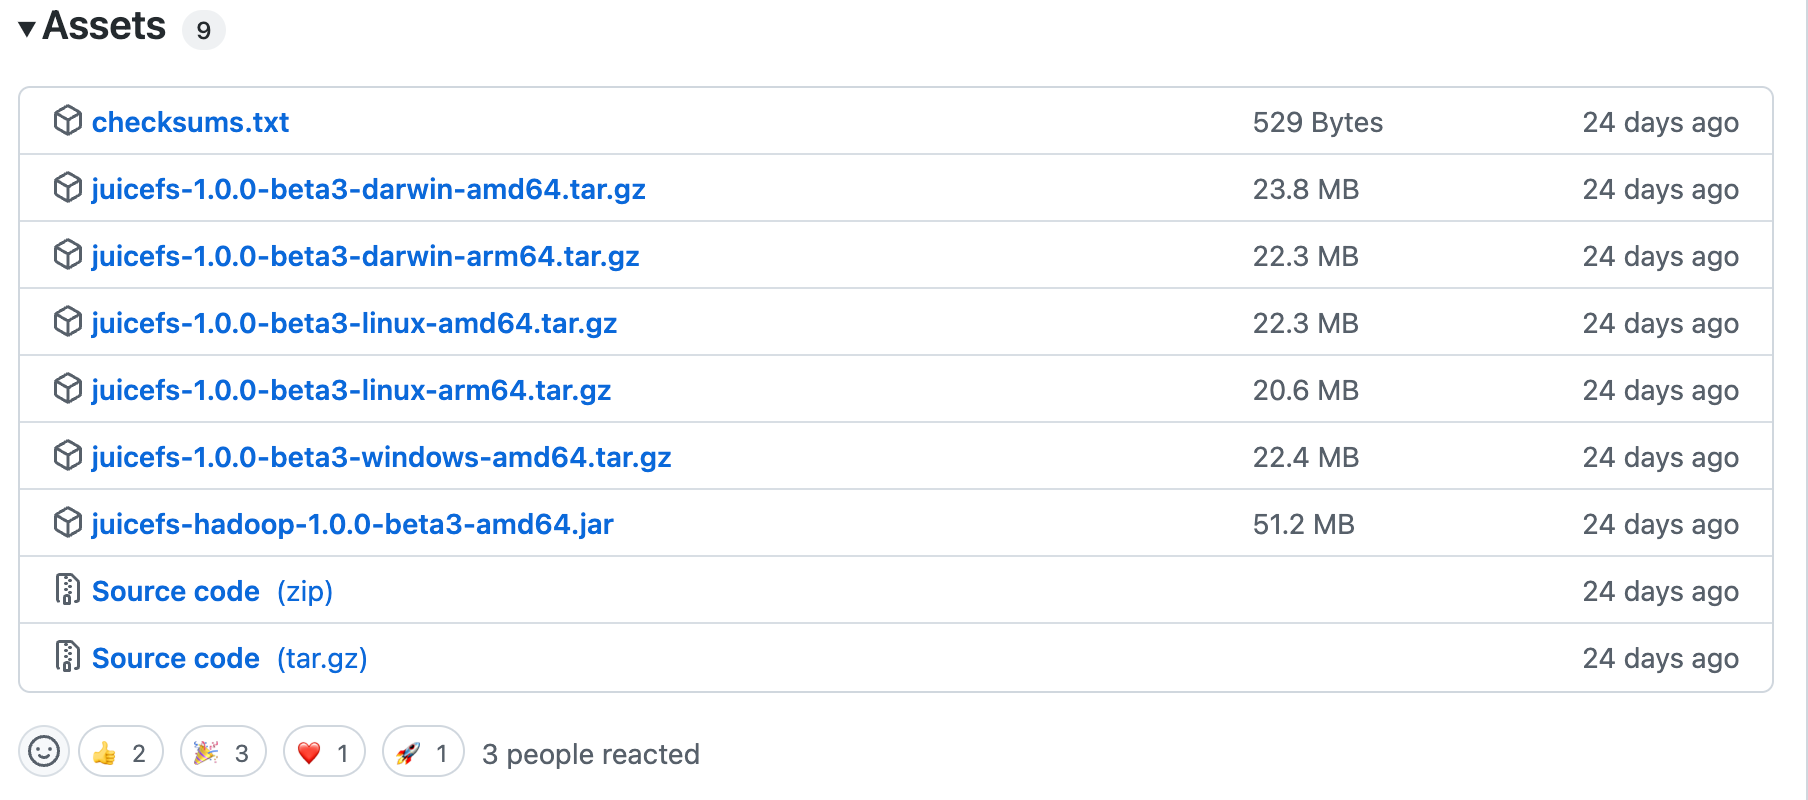 ▾ Assets 9
checksums.txt 529 Bytes 24 days ago
juicefs-1.0.0-beta3-darwin-amd64.tar.gz 23.8 MB 24 days ago
juicefs-1.0.0-beta3-darwin-arm64.tar.gz 22.3 MB 24 days ago
juicefs-1.0.0-beta3-linux-amd64.tar.gz 22.3 MB 24 days ago
juicefs-1.0.0-beta3-linux-arm64.tar.gz 20.6 MB 24 days ago
juicefs-1.0.0-beta3-windows-amd64.tar.gz 22.4 MB 24 days ago
juicefs-hadoop-1.0.0-beta3-amd64.jar 51.2 MB 24 days ago
Source code (zip) 24 days ago
Source code (tar.gz) 24 days ago
👍 2 🎉 3 ❤️ 1 🚀 1 3 people reacted